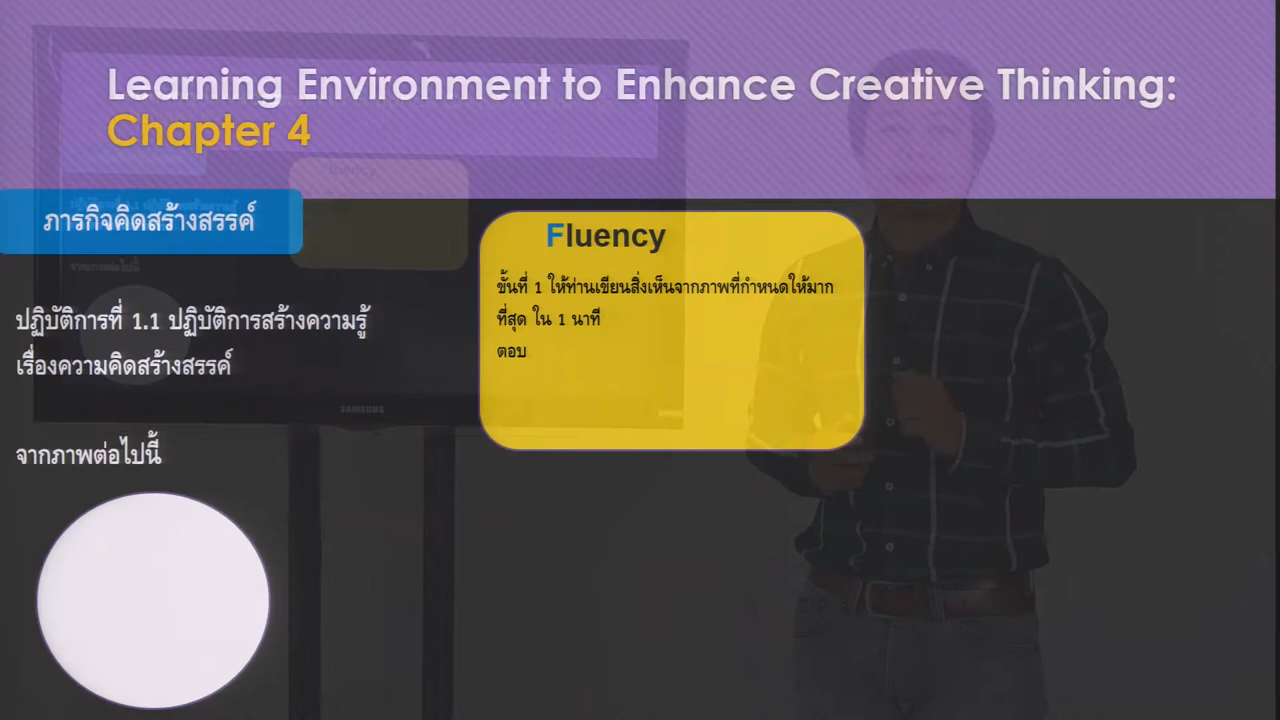 Learning Environment to Enhance Creative Thinking:
Chapter 4
ภารกิจคิดสร้างสรรค์
Fluency
ขั้นที่ 1 ให้ท่านเขียนสิ่งเห็นจากภาพที่กำหนดให้มาก
ที่สุด ใน 1 นาที
ตอบ
ปฏิบัติการที่ 1.1 ปฏิบัติการสร้างความรู้
เรื่องความคิดสร้างสรรค์
จากภาพต่อไปนี้
SAMSUNG